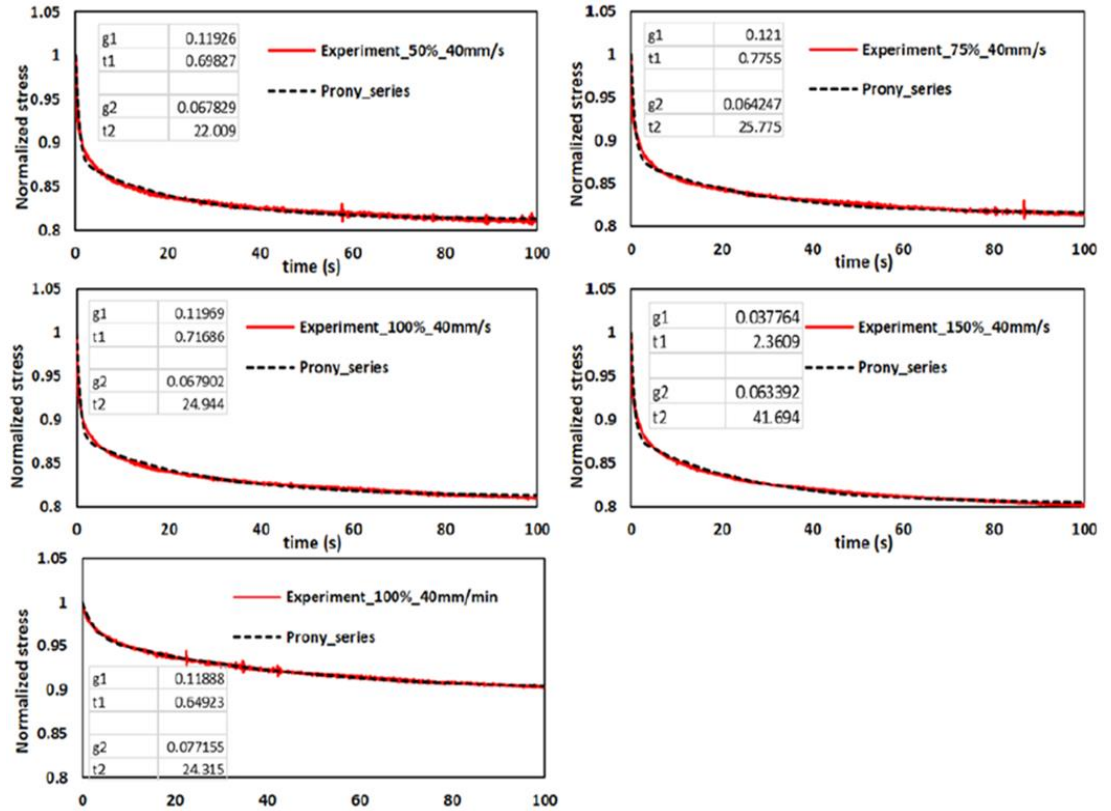 1.05
1
0.95
0.9
0.85
0.8
Normalized stress
g1 0.11926
t1 0.69827
g2 0.067829
t2 22.009
Experiment_50%_40mm/s
Prony_series
0 20 40 60 80 100
time (s)
1.05
1
0.95
0.9
0.85
0.8
Normalized stress
g1 0.121
t1 0.7755
g2 0.064247
t2 25.775
Experiment_75%_40mm/s
Prony_series
0 20 40 60 80 100
time (s)
1.05
1
0.95
0.9
0.85
0.8
Normalized stress
g1 0.11969
t1 0.71686
g2 0.067902
t2 24.944
Experiment_100%_40mm/s
Prony_series
0 20 40 60 80 100
time (s)
1.05
1
0.95
0.9
0.85
0.8
Normalized stress
g1 0.037764
t1 2.3609
g2 0.063392
t2 41.694
Experiment_150%_40mm/s
Prony_series
0 20 40 60 80 100
time (s)
1.05
1
0.95
0.9
0.85
0.8
Normalized stress
Experiment_100%_40mm/min
Prony_series
g1 0.11888
t1 0.64923
g2 0.077155
t2 24.315
0 20 40 60 80 100